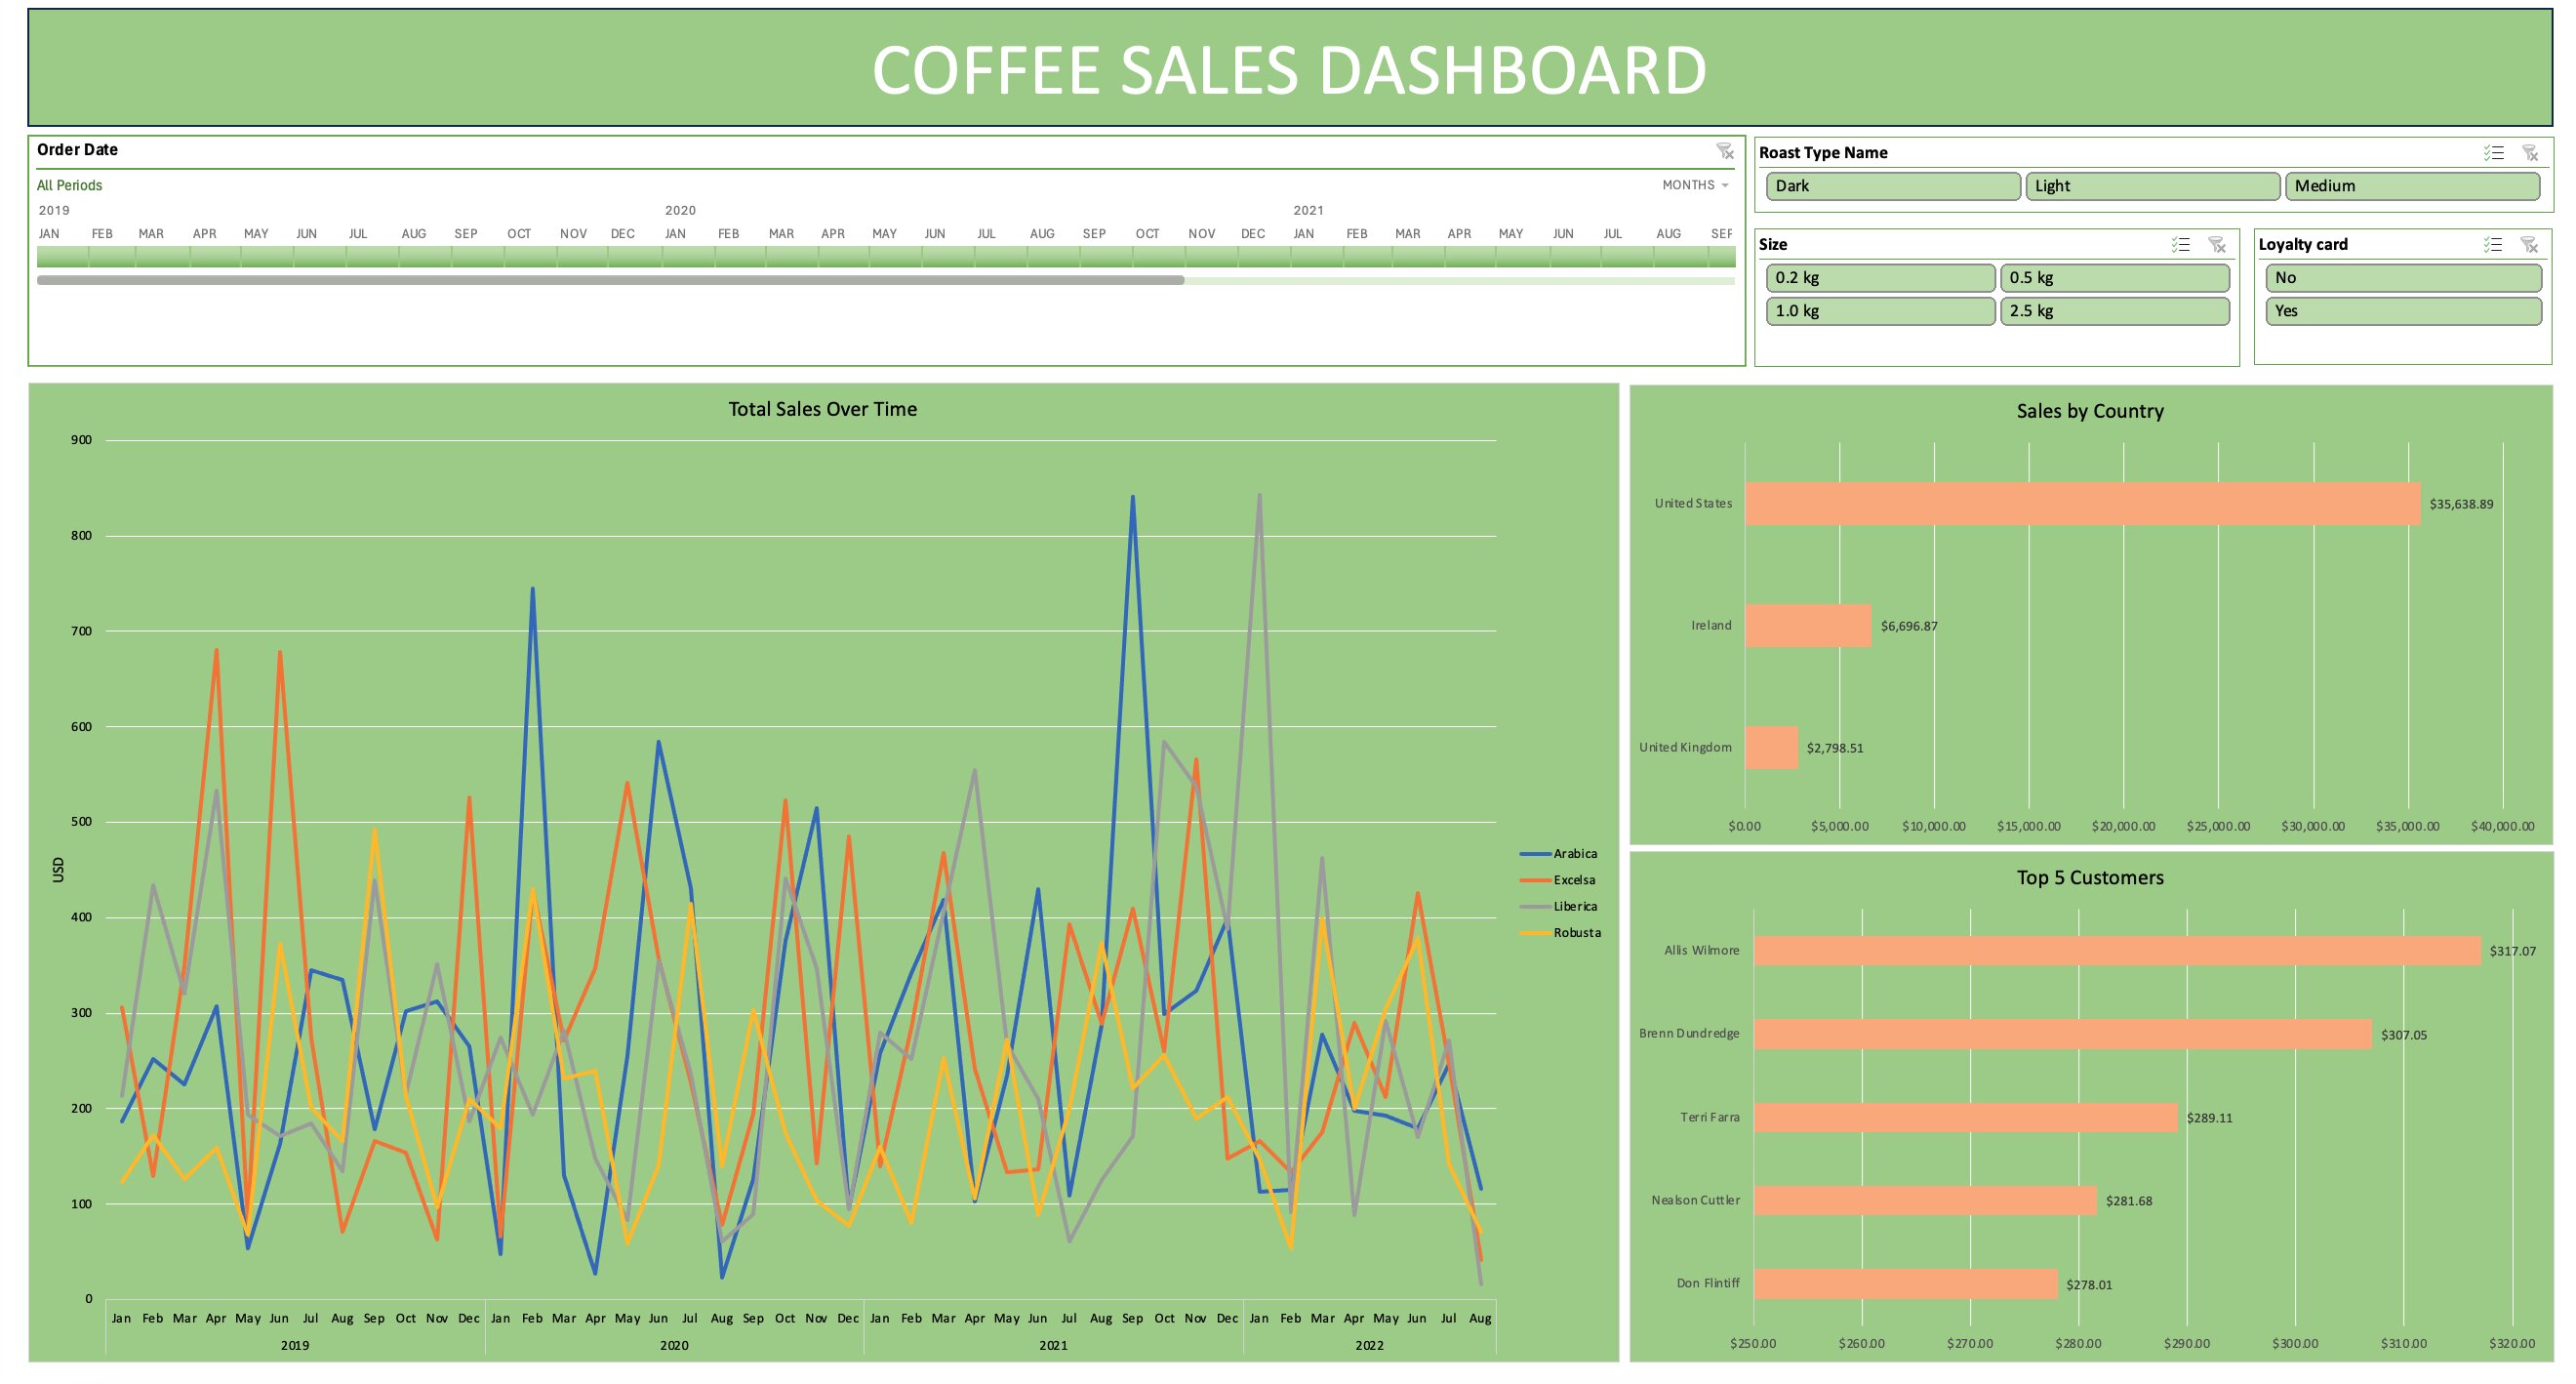 COFFEE SALES DASHBOARD
Order Date
All Periods
MONTHS
2019 2020 2021
JAN FEB MAR APR MAY JUN JUL AUG SEP OCT NOV DEC JAN FEB MAR APR MAY JUN JUL AUG SEP OCT NOV DEC JAN FEB MAR APR MAY JUN JUL AUG SEP
Roast Type Name
Dark Light Medium
Size
0.2 kg 0.5 kg
1.0 kg 2.5 kg
Loyalty card
No
Yes
Total Sales Over Time
900
800
700
600
500
400
300
200
100
0
USD
Jan Feb Mar Apr May Jun Jul Aug Sep Oct Nov Dec Jan Feb Mar Apr May Jun Jul Aug Sep Oct Nov Dec Jan Feb Mar Apr May Jun Jul Aug Sep Oct Nov Dec Jan Feb Mar Apr May Jun Jul Aug
2019 2020 2021 2022
Arabica
Excelsa
Liberica
Robusta
Sales by Country
United States $35,638.89
Ireland $6,696.87
United Kingdom $2,798.51
$0.00 $5,000.00 $10,000.00 $15,000.00 $20,000.00 $25,000.00 $30,000.00 $35,000.00 $40,000.00
Top 5 Customers
Allis Wilmore $317.07
Brenn Dundredge $307.05
Terri Farra $289.11
Nealson Cuttler $281.68
Don Flintiff $278.01
$250.00 $260.00 $270.00 $280.00 $290.00 $300.00 $310.00 $320.00